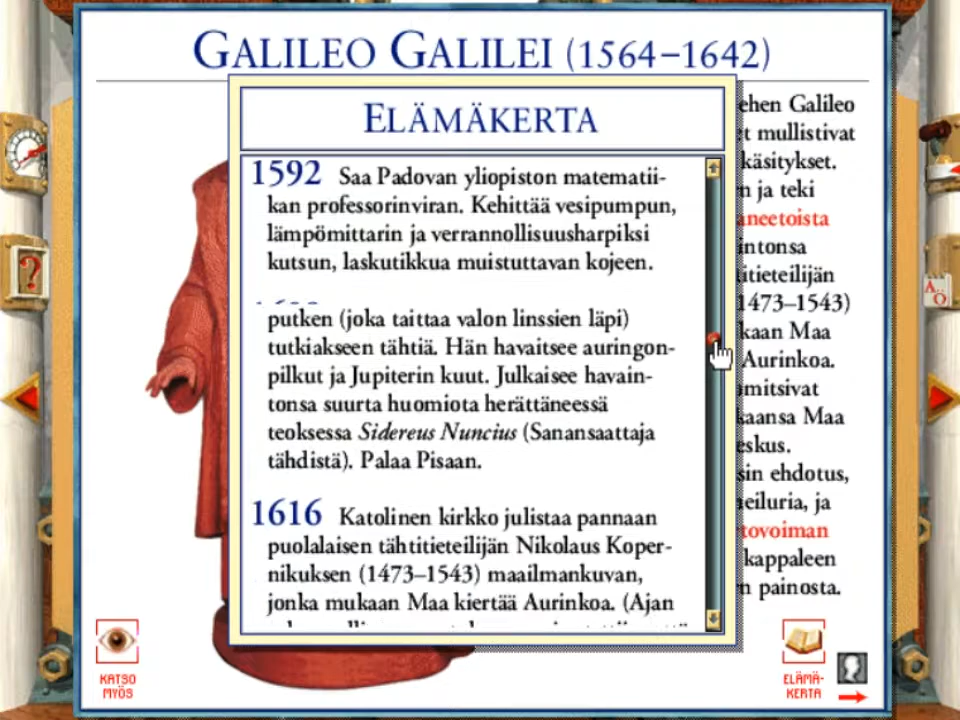 GALILEO GALILEI (1564–1642)
ELÄMÄKERTA
1592 Saa Padovan yliopiston matematii-
kan professorinviran. Kehittää vesipumpun,
lämpömittarin ja verrannollisuusharpiksi
kutsun, laskutikkua muistuttavan kojeen.
putken (joka taittaa valon linssien läpi)
tutkiakseen tähtiä. Hän havaitsee auringon-
pilkut ja Jupiterin kuut. Julkaisee havain-
tonsa suurta huomiota herättäneessä
teoksessa Sidereus Nuncius (Sanansaattaja
tähdistä). Palaa Pisaan.
1616 Katolinen kirkko julistaa pannaan
puolalaisen tähtitieteilijän Nikolaus Koper-
nikuksen (1473–1543) maailmankuvan,
jonka mukaan Maa kiertää Aurinkoa. (Ajan
ehen Galileo
et mullistivat
käsitykset.
n ja teki
aneetoista
intonsa
titieteilijän
1473–1543)
kaan Maa
Aurinkoa.
mitsivat
kaansa Maa
eskus.
sin ehdotus,
neiluria, ja
tovoiman
kappaleen
n painosta.
KATSO
MYÖS
ELÄMÄ-
KERTA
?
A..
Ö